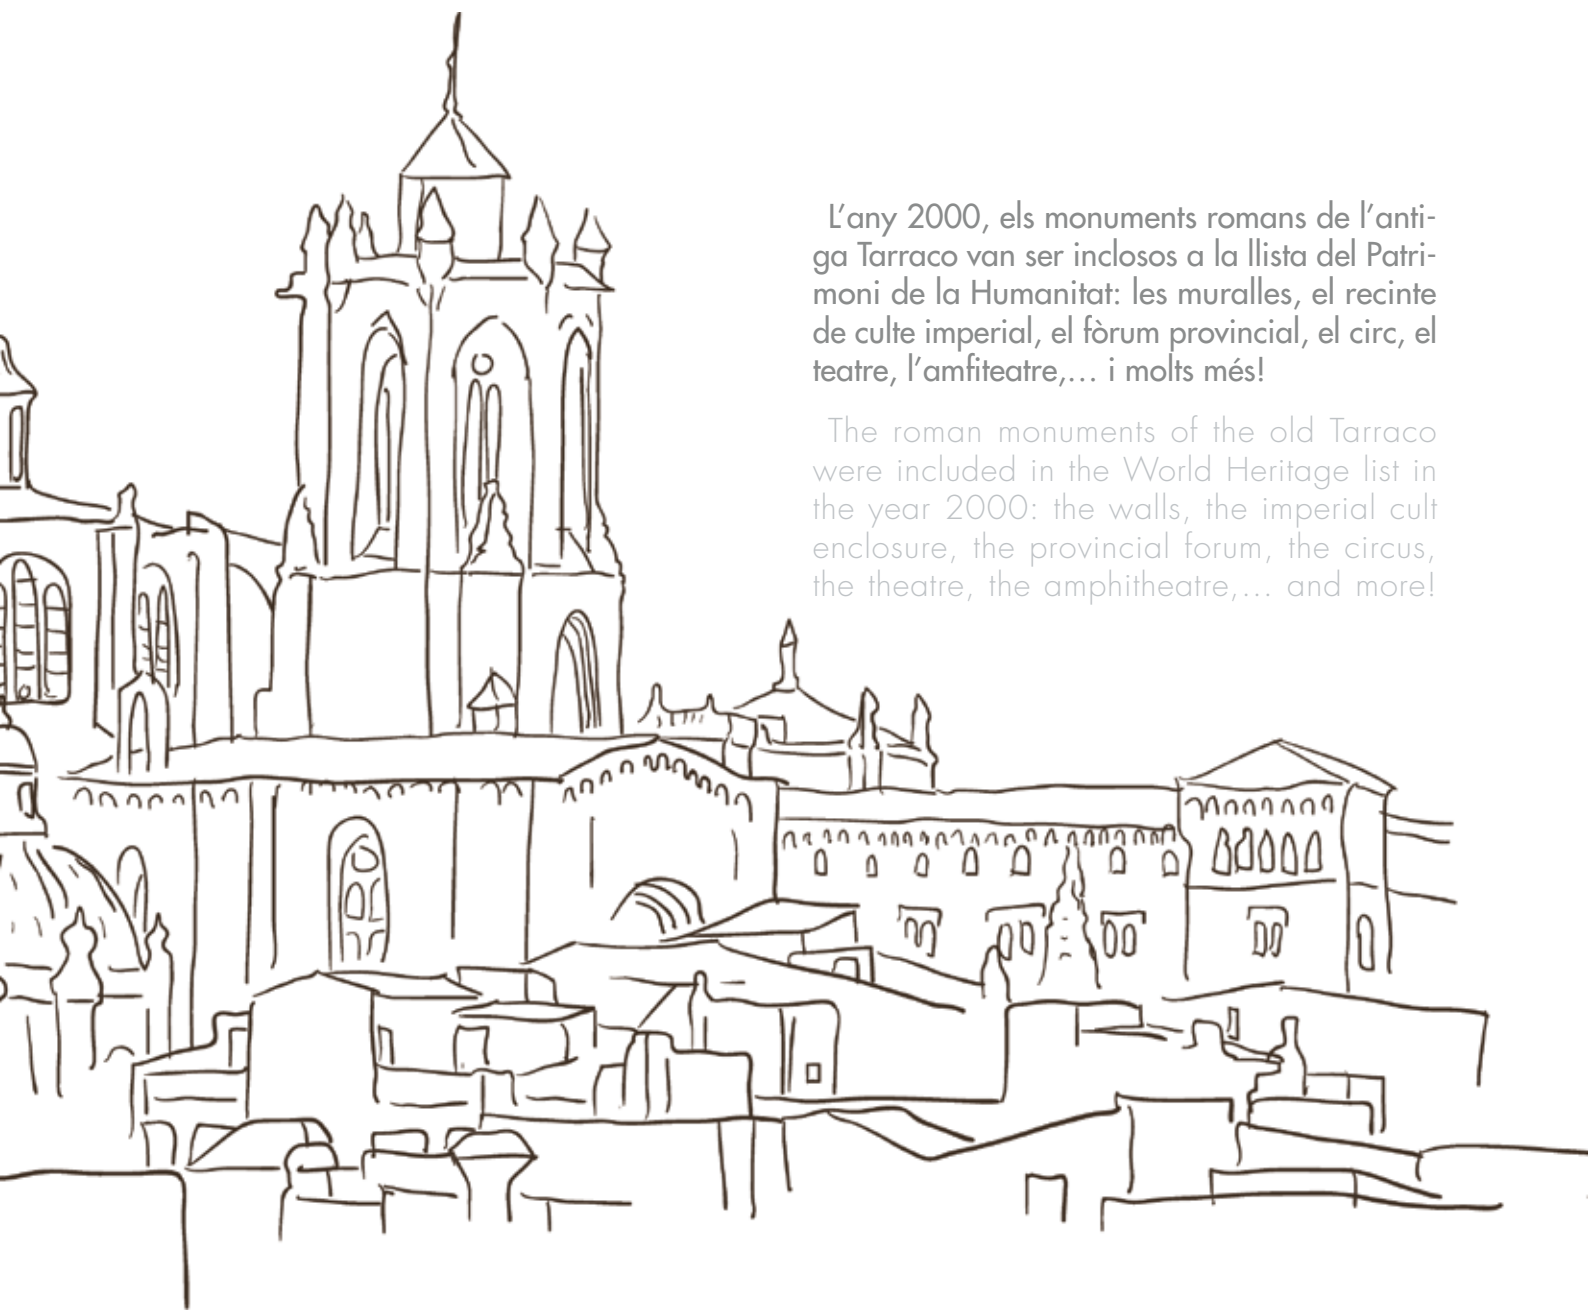 L’any 2000, els monuments romans de l’anti-
ga Tarraco van ser inclosos a la llista del Patri-
moni de la Humanitat: les muralles, el recinte
de culte imperial, el fòrum provincial, el circ, el
teatre, l’amfiteatre,… i molts més!
The roman monuments of the old Tarraco
were included in the World Heritage list in
the year 2000: the walls, the imperial cult
enclosure, the provincial forum, the circus,
the theatre, the amphitheatre,… and more!